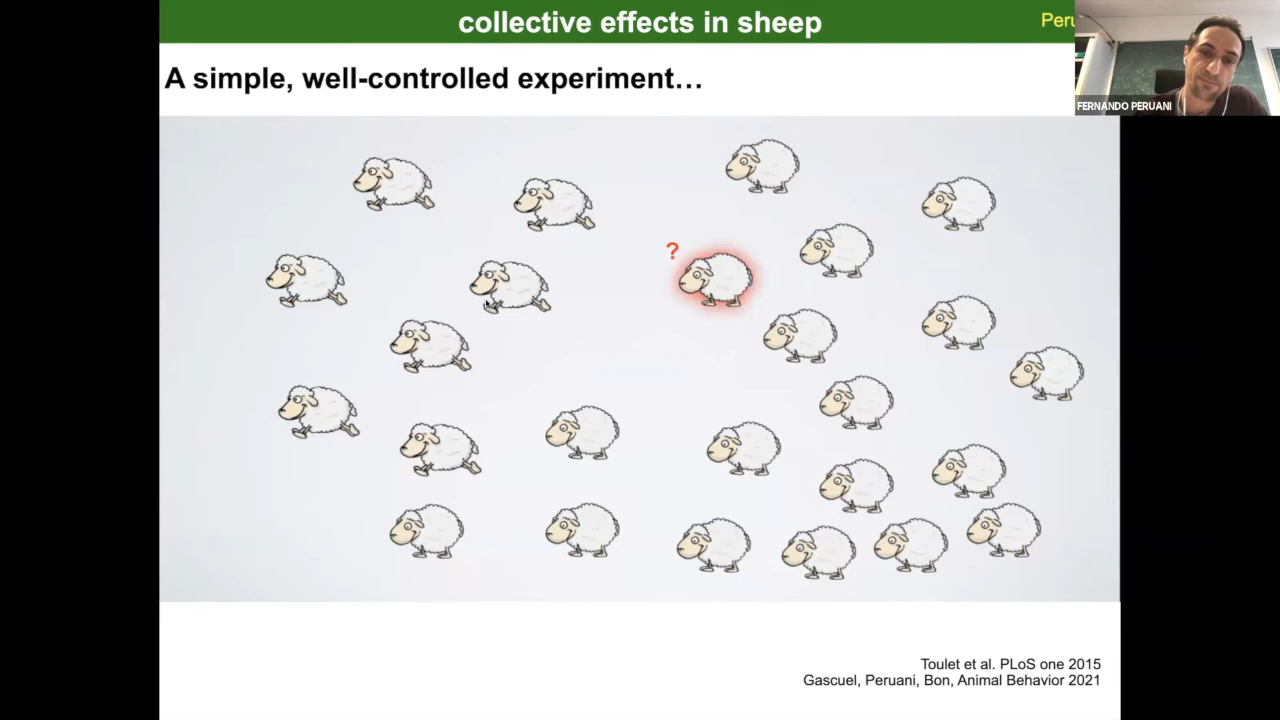 collective effects in sheep
Peru
FERNANDO PERUANI
A simple, well-controlled experiment...
?
Toulet et al. PLoS one 2015
Gascuel, Peruani, Bon, Animal Behavior 2021